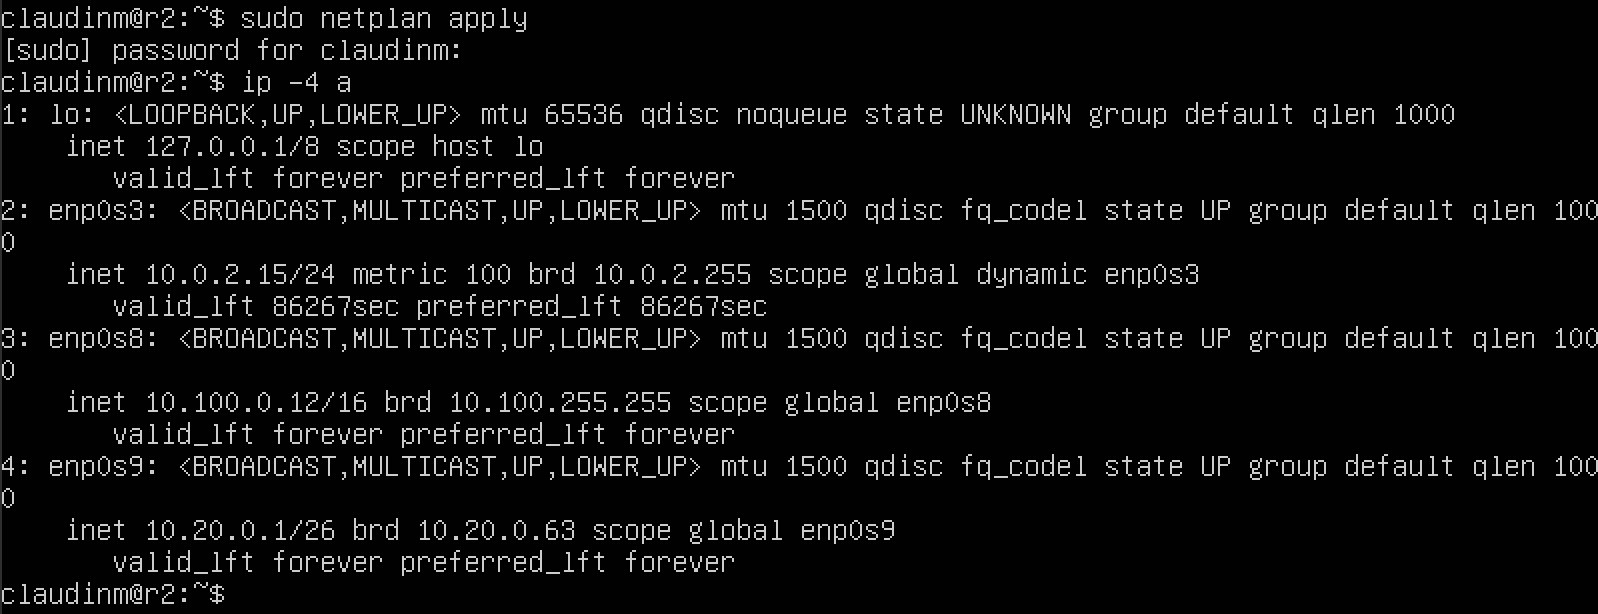 claudinm@r2:~$ sudo netplan apply
[sudo] password for claudinm:
claudinm@r2:~$ ip -4 a
1: lo: <LOOPBACK,UP,LOWER_UP> mtu 65536 qdisc noqueue state UNKNOWN group default qlen 1000
    inet 127.0.0.1/8 scope host lo
       valid_lft forever preferred_lft forever
2: enp0s3: <BROADCAST,MULTICAST,UP,LOWER_UP> mtu 1500 qdisc fq_codel state UP group default qlen 100
0
    inet 10.0.2.15/24 metric 100 brd 10.0.2.255 scope global dynamic enp0s3
       valid_lft 86267sec preferred_lft 86267sec
3: enp0s8: <BROADCAST,MULTICAST,UP,LOWER_UP> mtu 1500 qdisc fq_codel state UP group default qlen 100
0
    inet 10.100.0.12/16 brd 10.100.255.255 scope global enp0s8
       valid_lft forever preferred_lft forever
4: enp0s9: <BROADCAST,MULTICAST,UP,LOWER_UP> mtu 1500 qdisc fq_codel state UP group default qlen 100
0
    inet 10.20.0.1/26 brd 10.20.0.63 scope global enp0s9
       valid_lft forever preferred_lft forever
claudinm@r2:~$